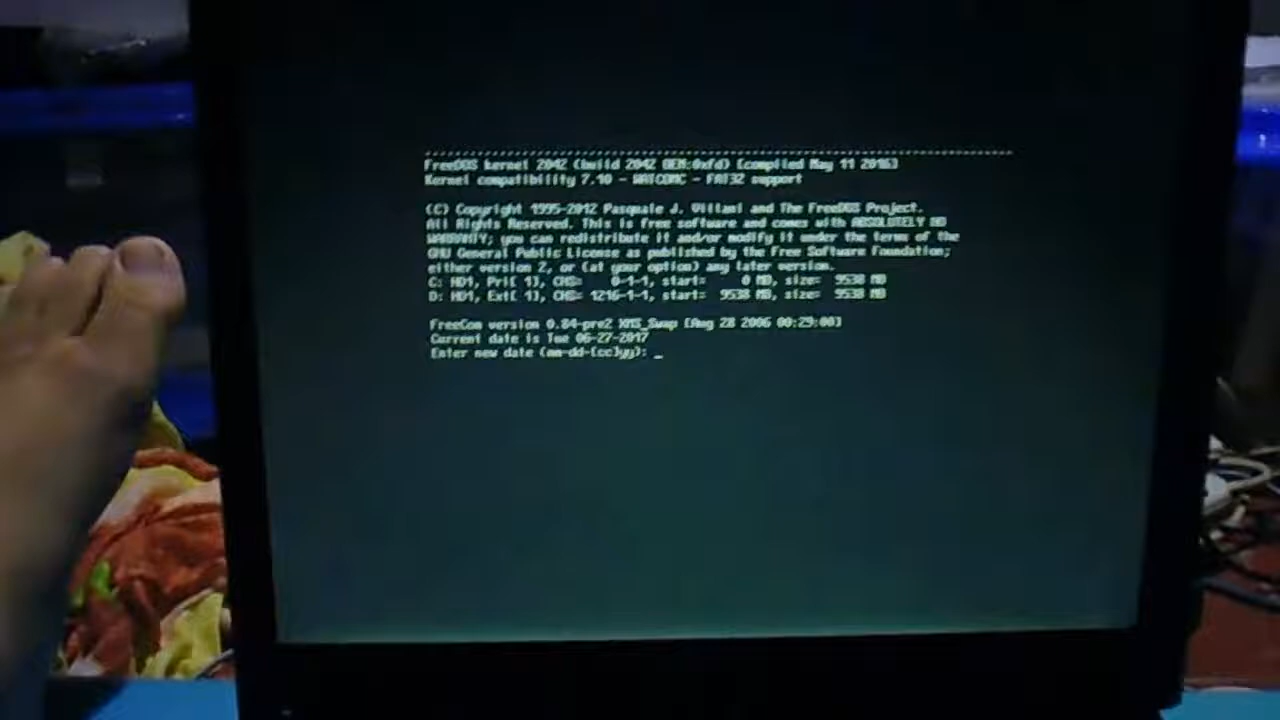 FreeDOS kernel 2042 (build 2042 OEM:0xfd) [compiled May 11 2016]
Kernel compatibility 7.10 - WATCOMC - FAT32 support
(C) Copyright 1995-2012 Pasquale J. Villani and The FreeDOS Project.
All Rights Reserved. This is free software and comes with ABSOLUTELY NO
WARRANTY; you can redistribute it and/or modify it under the terms of the
GNU General Public License as published by the Free Software Foundation;
either version 2, or (at your option) any later version.
C: HD1, Pri[ 1], CHS= 0-1-1, start= 0 MB, size= 9538 MB
D: HD1, Ext[ 1], CHS= 1216-1-1, start= 9538 MB, size= 9538 MB
FreeCom version 0.84-pre2 XMS_Swap [Aug 28 2006 00:29:00]
Current date is Tue 06-27-2017
Enter new date (mm-dd-[cc]yy): _